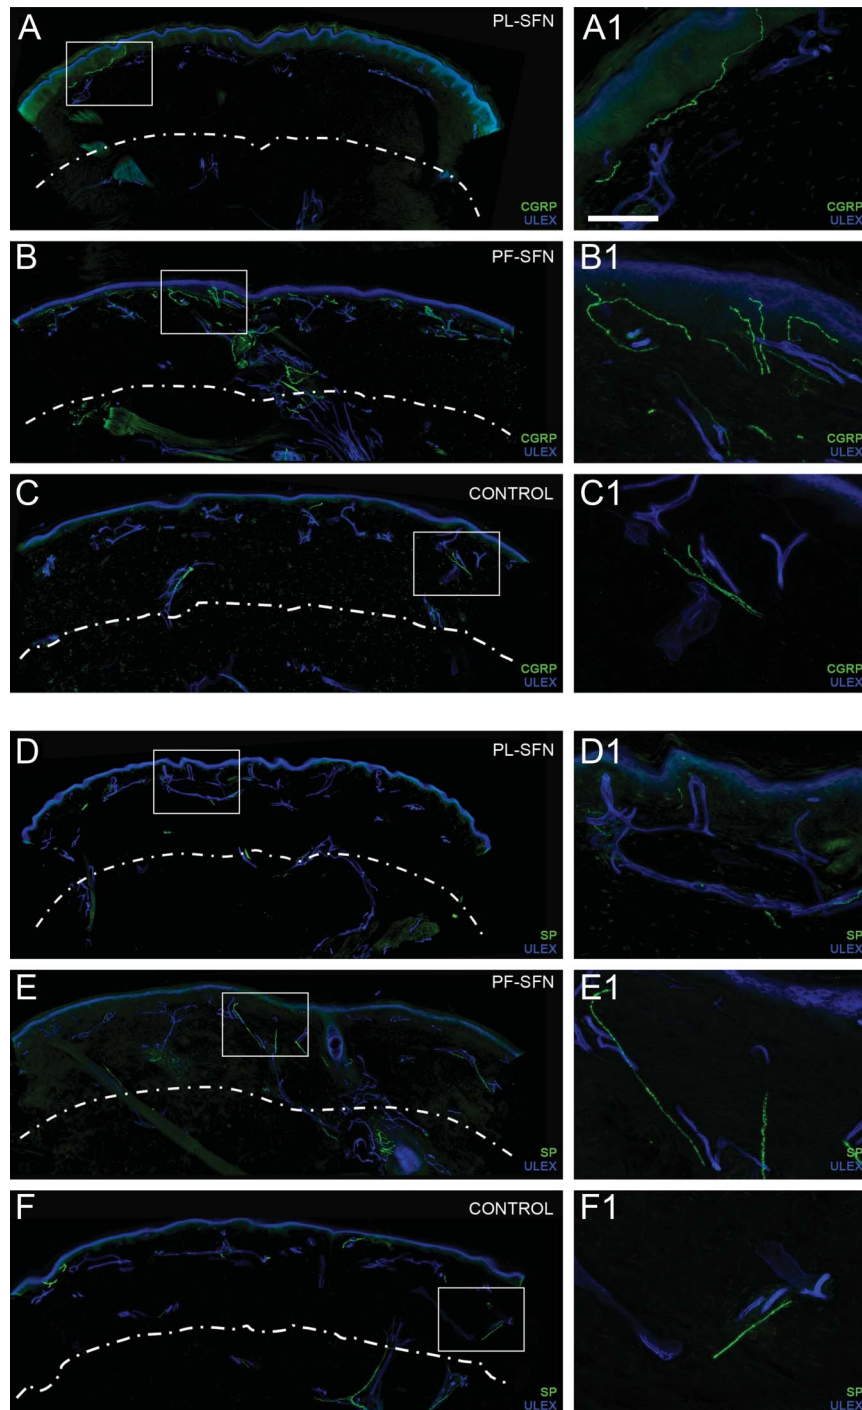 A
PL-SFN
CGRP
ULEX
A1
CGRP
ULEX
B
PF-SFN
CGRP
ULEX
B1
CGRP
ULEX
C
CONTROL
CGRP
ULEX
C1
CGRP
ULEX
D
PL-SFN
SP
ULEX
D1
SP
ULEX
E
PF-SFN
SP
ULEX
E1
SP
ULEX
F
CONTROL
SP
ULEX
F1
SP
ULEX